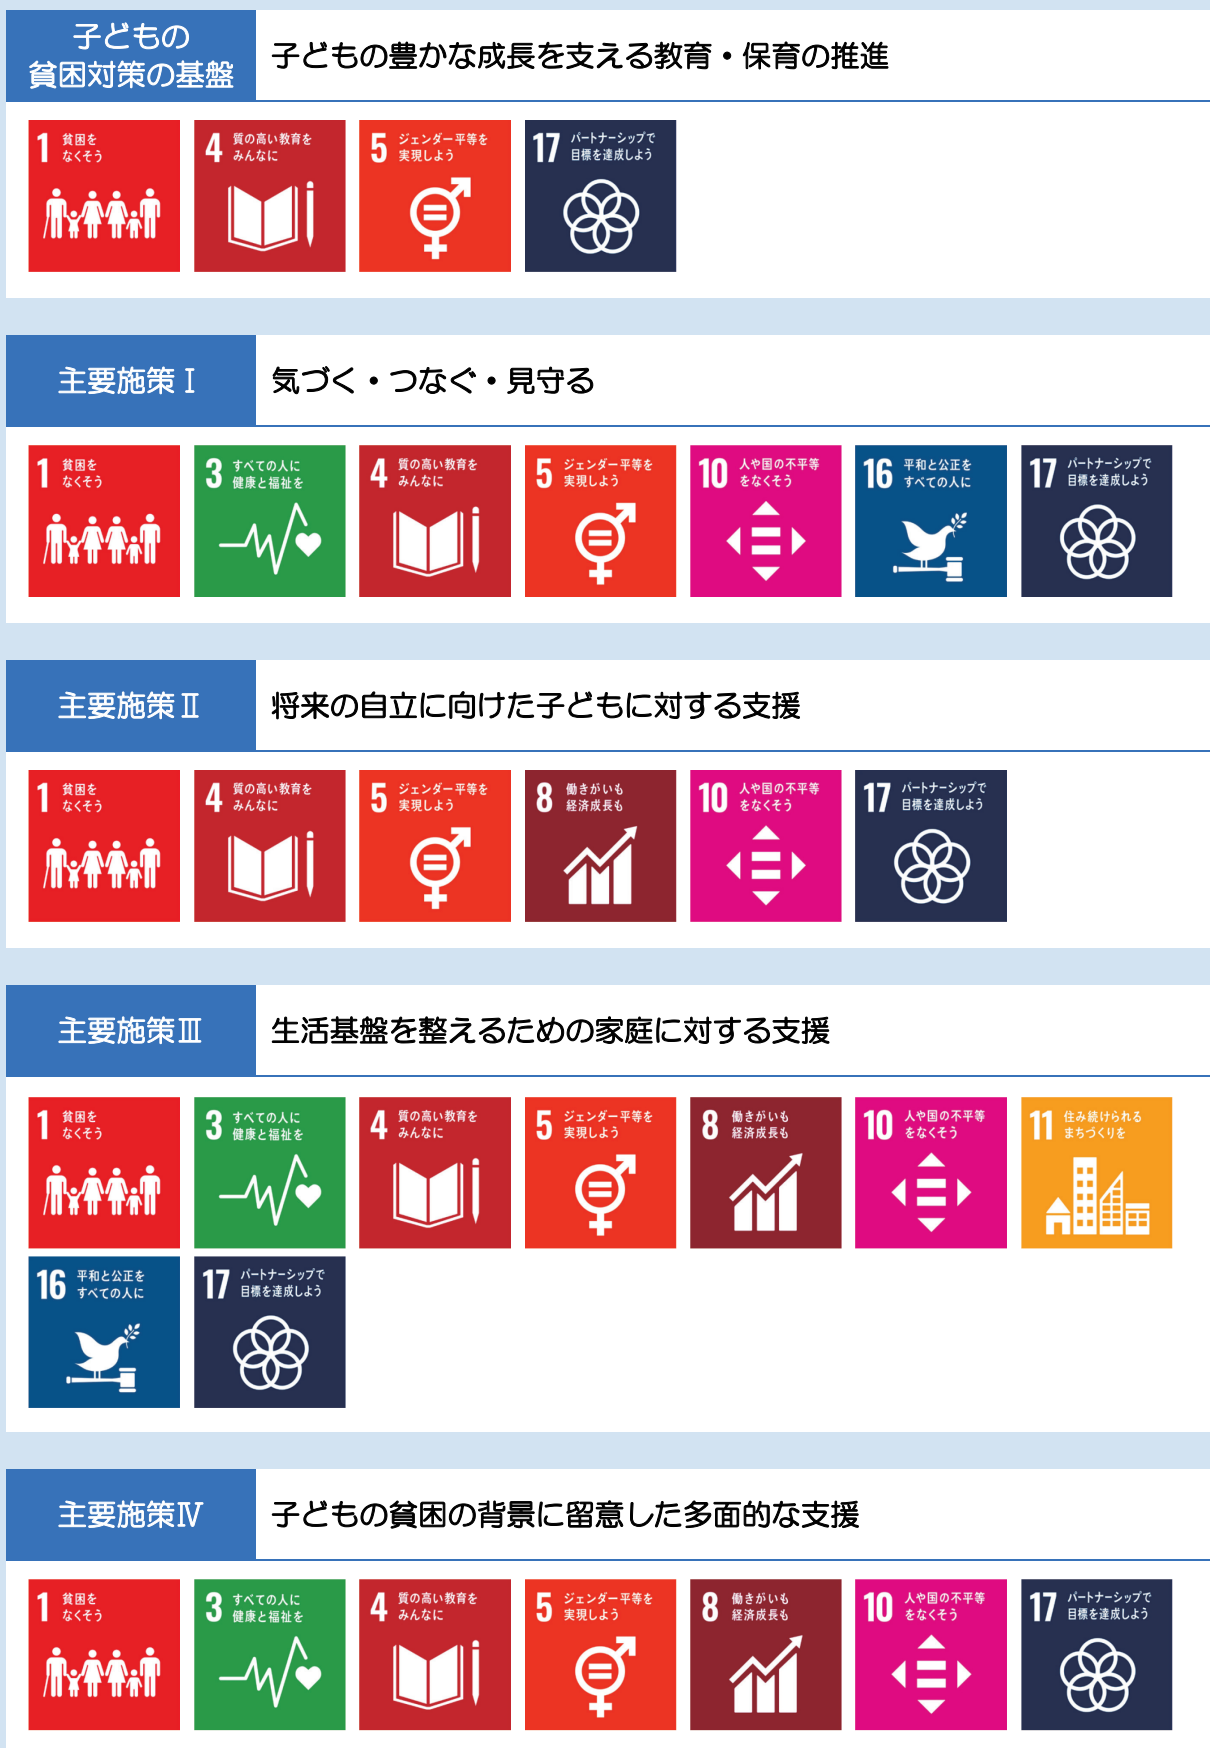 子どもの
貧困対策の基盤
子どもの豊かな成長を支える教育・保育の推進
1 貧困を
なくそう
4 質の高い教育を
みんなに
5 ジェンダー平等を
実現しよう
17 パートナーシップで
目標を達成しよう
主要施策Ⅰ
気づく・つなぐ・見守る
1 貧困を
なくそう
3 すべての人に
健康と福祉を
4 質の高い教育を
みんなに
5 ジェンダー平等を
実現しよう
10 人や国の不平等
をなくそう
16 平和と公正を
すべての人に
17 パートナーシップで
目標を達成しよう
主要施策Ⅱ
将来の自立に向けた子どもに対する支援
1 貧困を
なくそう
4 質の高い教育を
みんなに
5 ジェンダー平等を
実現しよう
8 働きがいも
経済成長も
10 人や国の不平等
をなくそう
17 パートナーシップで
目標を達成しよう
主要施策Ⅲ
生活基盤を整えるための家庭に対する支援
1 貧困を
なくそう
3 すべての人に
健康と福祉を
4 質の高い教育を
みんなに
5 ジェンダー平等を
実現しよう
8 働きがいも
経済成長も
10 人や国の不平等
をなくそう
11 住み続けられる
まちづくりを
16 平和と公正を
すべての人に
17 パートナーシップで
目標を達成しよう
主要施策Ⅳ
子どもの貧困の背景に留意した多面的な支援
1 貧困を
なくそう
3 すべての人に
健康と福祉を
4 質の高い教育を
みんなに
5 ジェンダー平等を
実現しよう
8 働きがいも
経済成長も
10 人や国の不平等
をなくそう
17 パートナーシップで
目標を達成しよう